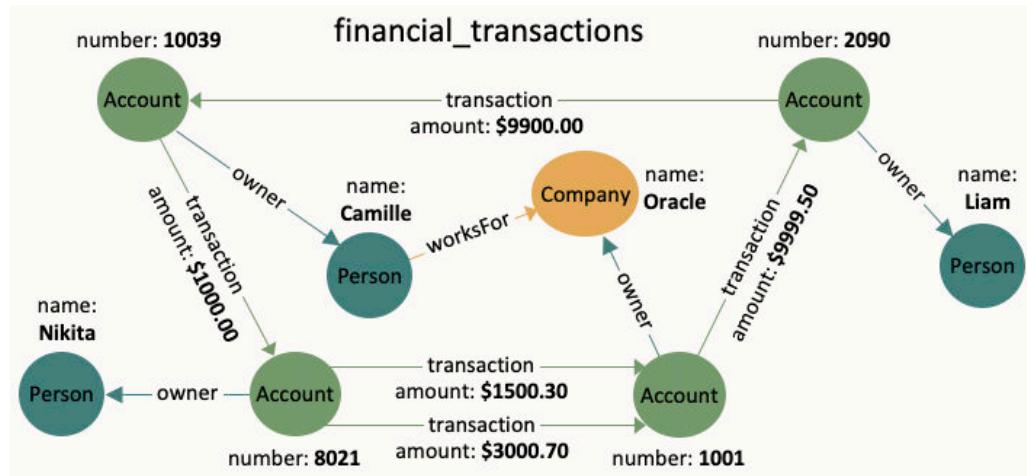 financial_transactions
number: 10039
number: 2090
Account
transaction
amount: $9900.00
Account
owner
name:
Camille
Company
name:
Oracle
owner
name:
Liam
transaction
amount: $1000.00
Person
worksFor
owner
transaction
amount: $9999.50
Person
name:
Nikita
Person
owner
Account
transaction
amount: $1500.30
transaction
amount: $3000.70
Account
number: 8021
number: 1001